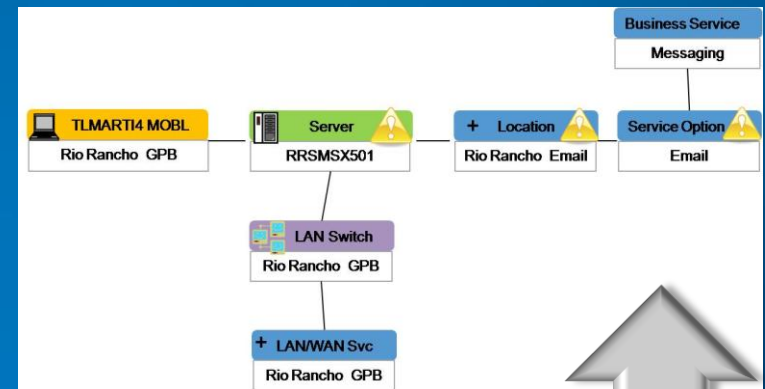 Business Service
Messaging
TLMARTI4 MOBL
Rio Rancho GPB
Server
RRSMSX501
+ Location
Rio Rancho Email
Service Option
Email
LAN Switch
Rio Rancho GPB
+ LAN/WAN Svc
Rio Rancho GPB